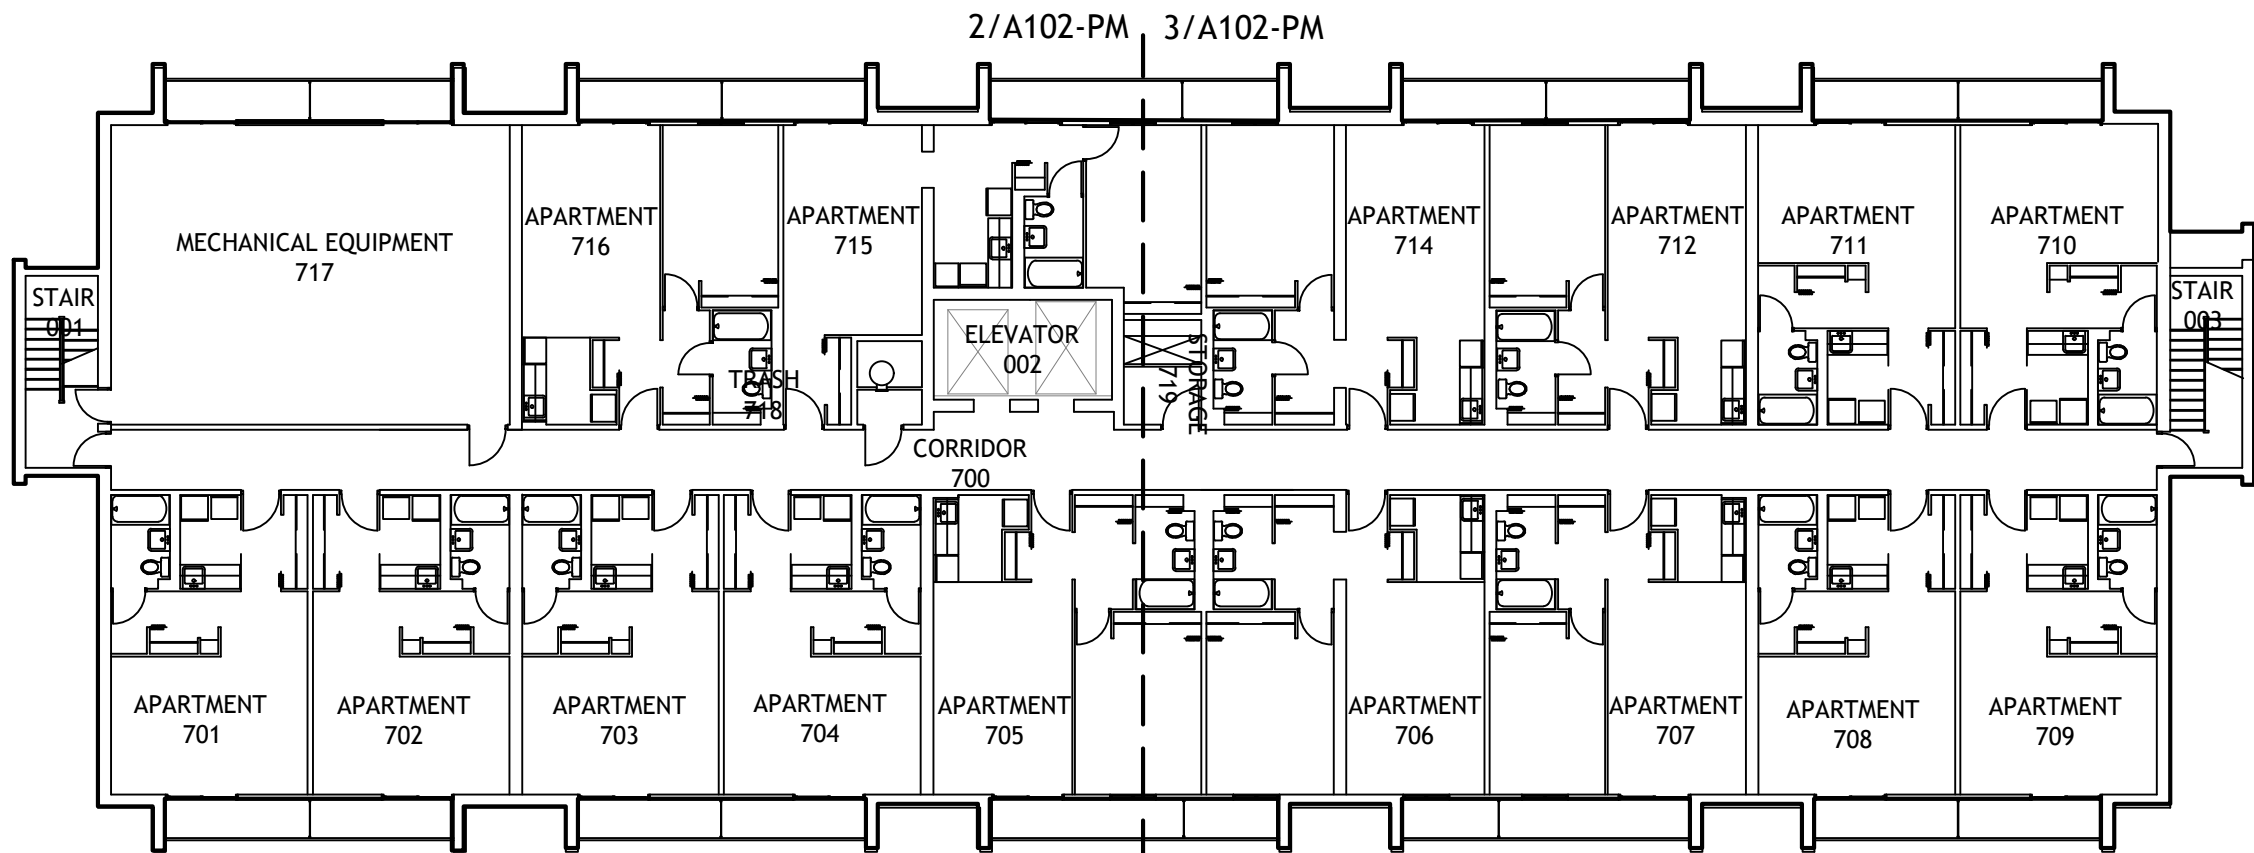 2/A102-PM
3/A102-PM
APARTMENT
716
APARTMENT
715
APARTMENT
714
APARTMENT
712
APARTMENT
711
APARTMENT
710
MECHANICAL EQUIPMENT
717
STAIR
001
STAIR
003
ELEVATOR
002
TRASH
718
STORAGE
719
CORRIDOR
700
APARTMENT
701
APARTMENT
702
APARTMENT
703
APARTMENT
704
APARTMENT
705
APARTMENT
706
APARTMENT
707
APARTMENT
708
APARTMENT
709